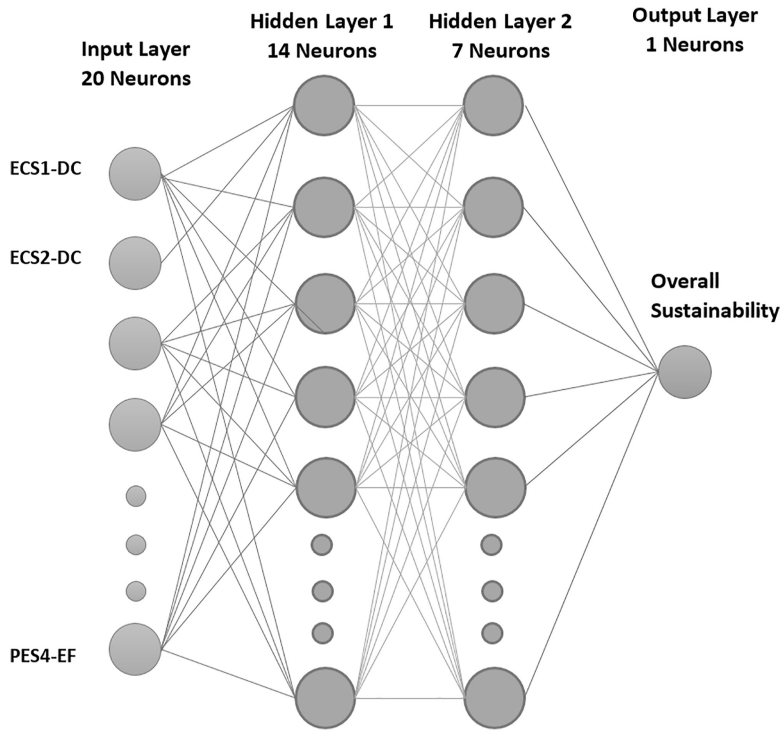 Input Layer
20 Neurons
Hidden Layer 1
14 Neurons
Hidden Layer 2
7 Neurons
Output Layer
1 Neurons
ECS1-DC
ECS2-DC
PES4-EF
Overall
Sustainability